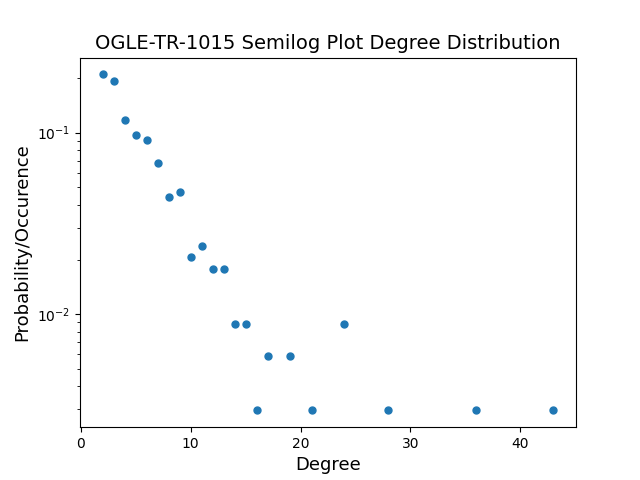 OGLE-TR-1015 Semilog Plot Degree Distribution
Probability/Occurence
10⁻¹
10⁻²
0 10 20 30 40
Degree